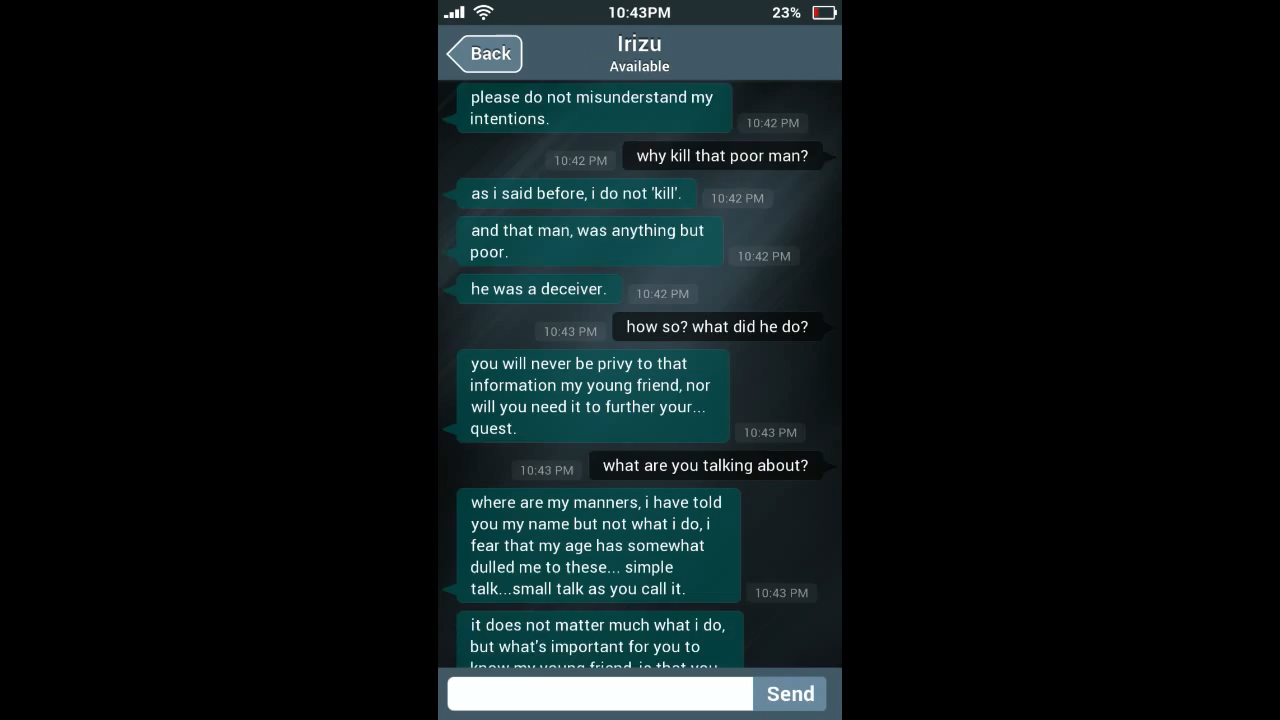 10:43PM
23%
Back
Irizu
Available
please do not misunderstand my
intentions.
10:42 PM
10:42 PM
why kill that poor man?
as i said before, i do not 'kill'.
10:42 PM
and that man, was anything but
poor.
10:42 PM
he was a deceiver.
10:42 PM
10:43 PM
how so? what did he do?
you will never be privy to that
information my young friend, nor
will you need it to further your...
quest.
10:43 PM
10:43 PM
what are you talking about?
where are my manners, i have told
you my name but not what i do, i
fear that my age has somewhat
dulled me to these... simple
talk...small talk as you call it.
10:43 PM
it does not matter much what i do,
but what's important for you to
know my young friend, is that you
Send